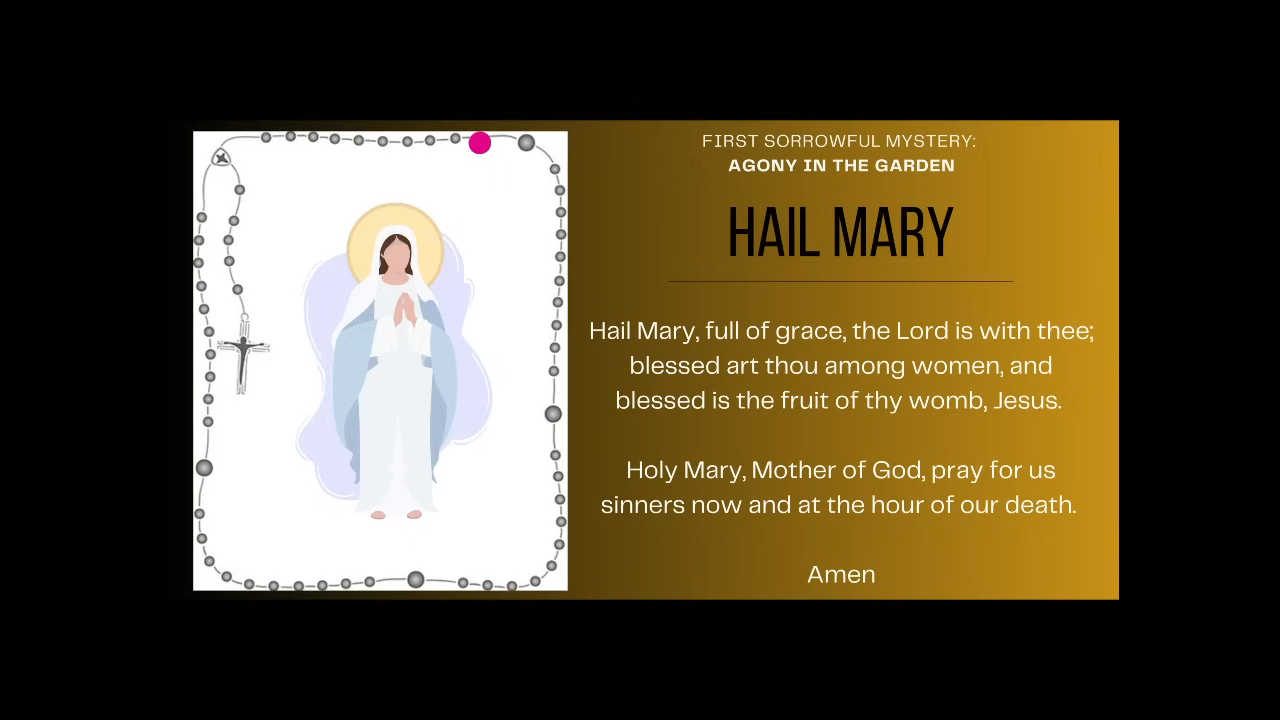 FIRST SORROWFUL MYSTERY:
AGONY IN THE GARDEN
HAIL MARY
Hail Mary, full of grace, the Lord is with thee;
blessed art thou among women, and
blessed is the fruit of thy womb, Jesus.
Holy Mary, Mother of God, pray for us
sinners now and at the hour of our death.
Amen